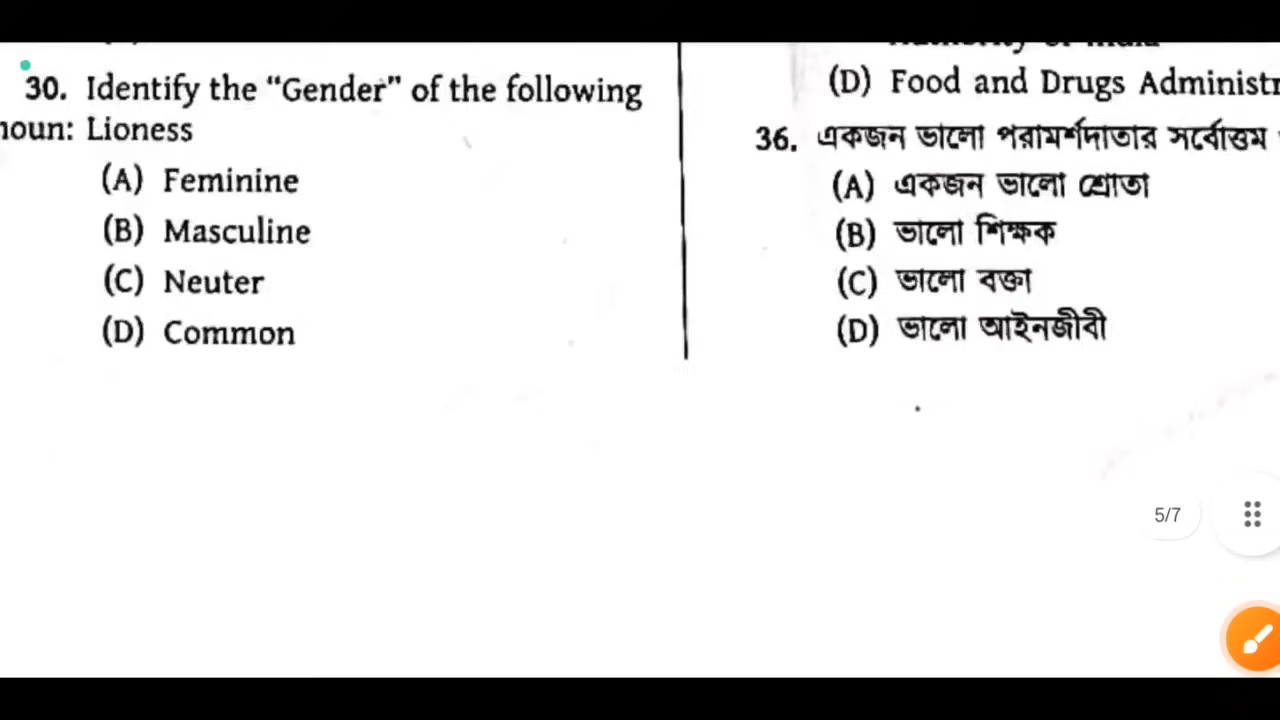 30. Identify the “Gender” of the following
noun: Lioness
(A) Feminine
(B) Masculine
(C) Neuter
(D) Common
(D) Food and Drugs Administr
36. একজন ভালো পরামর্শদাতার সর্বোত্তম
(A) একজন ভালো শ্রোতা
(B) ভালো শিক্ষক
(C) ভালো বক্তা
(D) ভালো আইনজীবী
5/7